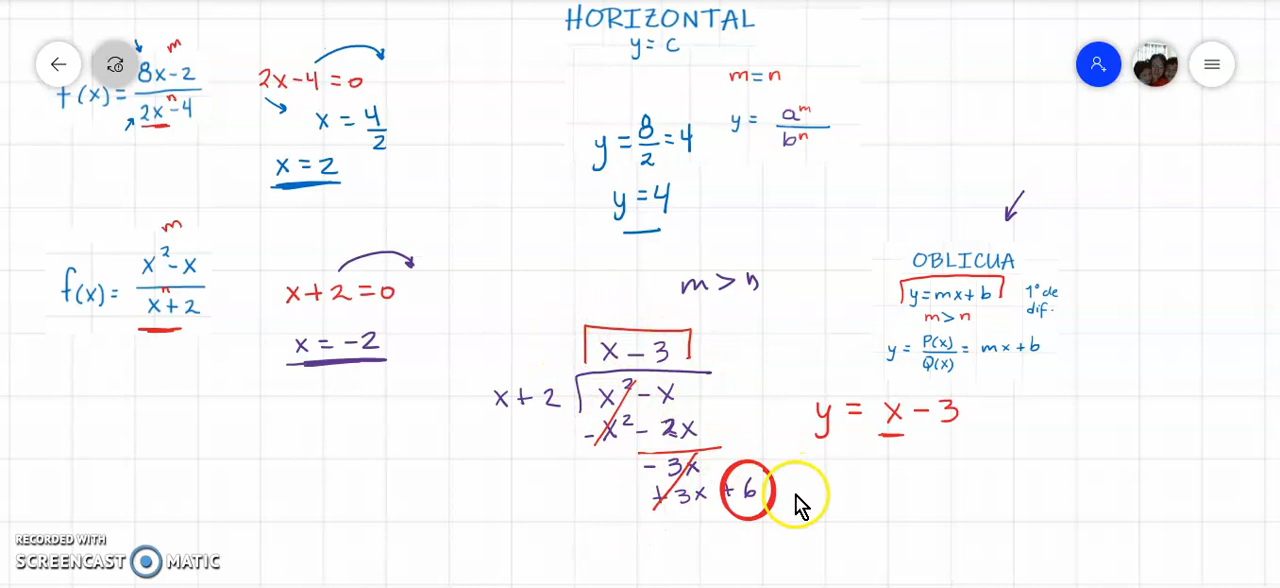 HORIZONTAL
y = c
m = n
y = a^m / b^n
f(x) = 8x-2 / 2x-4
m
n
2x-4 = 0
x = 4/2
x = 2
y = 8/2 = 4
y = 4
f(x) = x²-x / x+2
m
n
x+2 = 0
x = -2
m > n
OBLICUA
y = mx+b
1° de dif.
m > n
y = P(x)/Q(x) = mx+b
x - 3
x + 2
x² - x
-x² - 2x
- 3x
+ 3x + 6
y = x - 3
RECORDED WITH
SCREENCAST MATIC